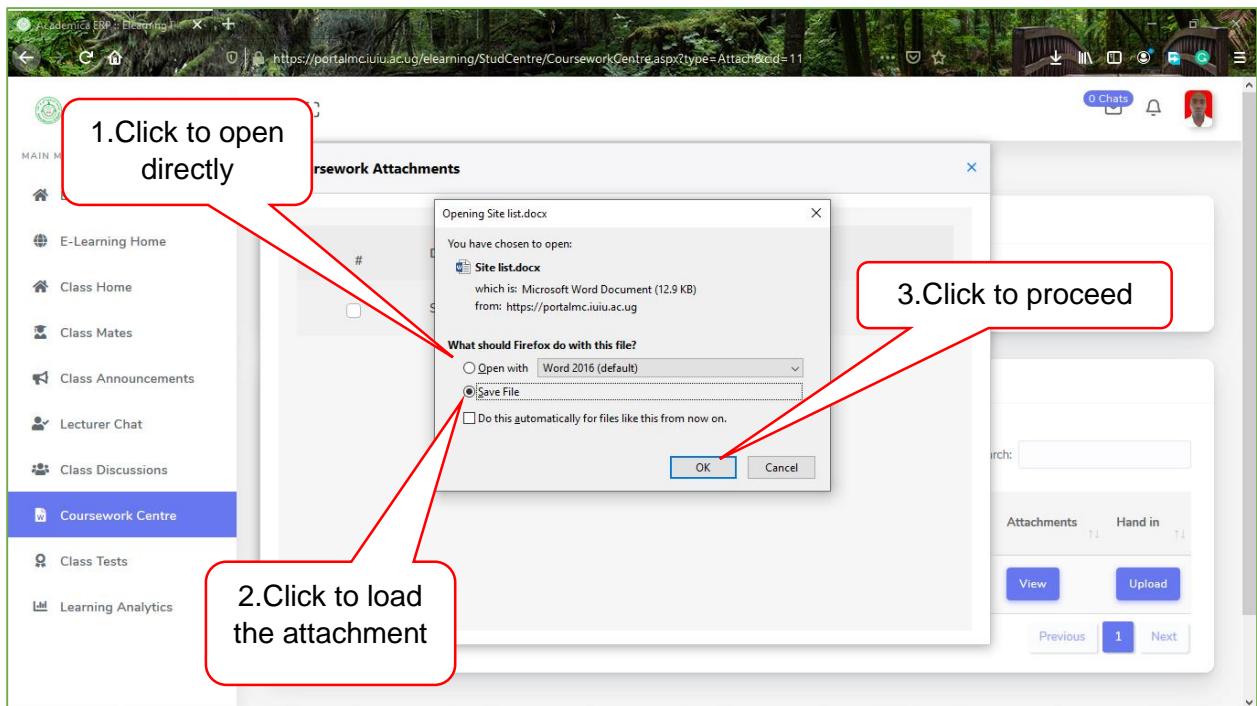 Academica ERP :: Elearning
https://portalmc.iuiu.ac.ug/elearning/StudCentre/CourseworkCentre.aspx?type=Attach&cid=11
0 Chats
1.Click to open
directly
MAIN
rsework Attachments
E-Learning Home
Class Home
Class Mates
Class Announcements
Lecturer Chat
Class Discussions
Coursework Centre
Class Tests
Learning Analytics
#
Opening Site list.docx
You have chosen to open:
Site list.docx
which is: Microsoft Word Document (12.9 KB)
from: https://portalmc.iuiu.ac.ug
What should Firefox do with this file?
Open with Word 2016 (default)
Save File
Do this automatically for files like this from now on.
OK Cancel
3.Click to proceed
2.Click to load
the attachment
rch:
Attachments Hand in
View Upload
Previous 1 Next